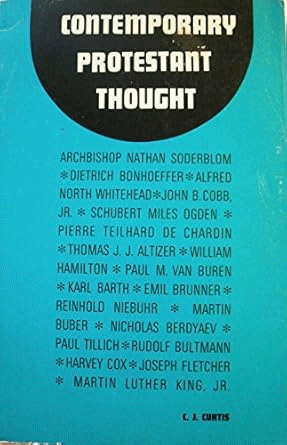 CONTEMPORARY
PROTESTANT
THOUGHT
ARCHBISHOP NATHAN SODERBLOM
* DIETRICH BONHOEFFER * ALFRED
NORTH WHITEHEAD * JOHN B. COBB,
JR. * SCHUBERT MILES OGDEN *
PIERRE TEILHARD DE CHARDIN
* THOMAS J. J. ALTIZER * WILLIAM
HAMILTON * PAUL M. VAN BUREN
* KARL BARTH * EMIL BRUNNER *
REINHOLD NIEBUHR * MARTIN
BUBER * NICHOLAS BERDYAEV *
PAUL TILLICH * RUDOLF BULTMANN
* HARVEY COX * JOSEPH FLETCHER
* MARTIN LUTHER KING, JR.
C. J. CURTIS